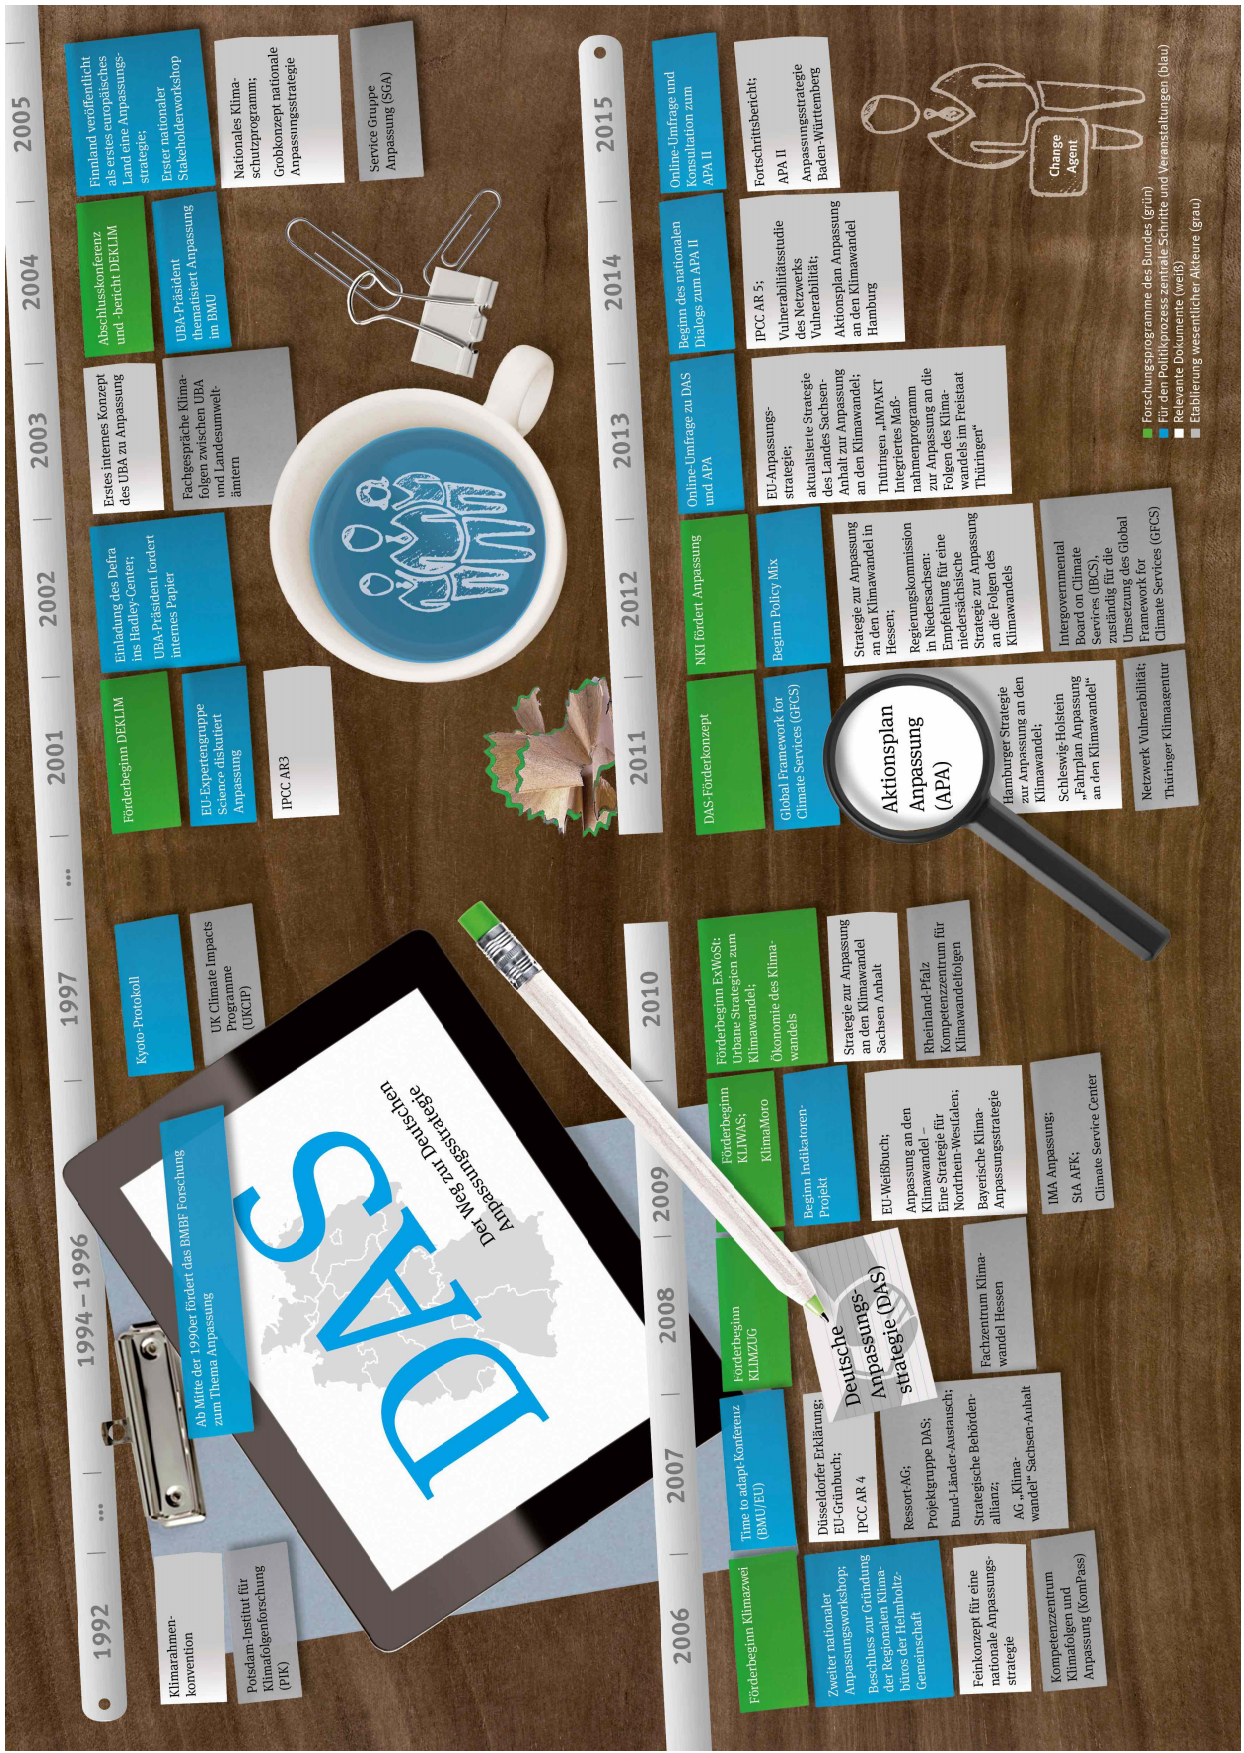 1992
...
1994 – 1996
1997
...
2001
2002
2003
2004
2005
Klimarahmen-
konvention
Potsdam-Institut für
Klimafolgenforschung
(PIK)
Ab Mitte der 1990er fördert das BMBF Forschung
zum Thema Anpassung
Kyoto-Protokoll
UK Climate Impacts
Programme
(UKCIP)
Förderbeginn DEKLIM
EU-Expertengruppe
Science diskutiert
Anpassung
IPCC AR3
Einladung des Defra
ins Hadley-Center;
UBA-Präsident fordert
internes Papier
Erstes internes Konzept
des UBA zu Anpassung
Fachgespräche Klima-
folgen zwischen UBA
und Landesumwelt-
ämtern
Abschlusskonferenz
und -bericht DEKLIM
UBA-Präsident
thematisiert Anpassung
im BMU
Finnland veröffentlicht
als erstes europäisches
Land eine Anpassungs-
strategie;
Erster nationaler
Stakeholderworkshop
Nationales Klima-
schutzprogramm;
Grobkonzept nationale
Anpassungsstrategie
Service Gruppe
Anpassung (SGA)
DAS
Der Weg zur Deutschen
Anpassungsstrategie
2006
2007
2008
2009
2010
2011
2012
2013
2014
2015
Förderbeginn Klimazwei
Zweiter nationaler
Anpassungsworkshop;
Beschluss zur Gründung
der Regionalen Klima-
büros der Helmholtz-
Gemeinschaft
Feinkonzept für eine
nationale Anpassungs-
strategie
Kompetenzzentrum
Klimafolgen und
Anpassung (KomPass)
Time to adapt-Konferenz
(BMU/EU)
Düsseldorfer Erklärung;
EU-Grünbuch;
IPCC AR 4
Ressort-AG;
Projektgruppe DAS;
Bund-Länder-Austausch;
Strategische Behörden-
allianz;
AG „Klima-
wandel“ Sachsen-Anhalt
Förderbeginn
KLIMZUG
Deutsche
Anpassungs-
strategie (DAS)
Fachzentrum Klima-
wandel Hessen
Förderbeginn
KLIWAS;
KlimaMoro
Beginn Indikatoren-
Projekt
EU-Weißbuch;
Anpassung an den
Klimawandel –
Eine Strategie für
Nordrhein-Westfalen;
Bayerische Klima-
Anpassungsstrategie
IMA Anpassung;
StA AFK;
Climate Service Center
Förderbeginn ExWoSt:
Urbane Strategien zum
Klimawandel;
Ökonomie des Klima-
wandels
Strategie zur Anpassung
an den Klimawandel
Sachsen Anhalt
Rheinland-Pfalz
Kompetenzzentrum für
Klimawandelfolgen
DAS-Förderkonzept
Global Framework for
Climate Services (GFCS)
Aktionsplan
Anpassung
(APA)
Hamburger Strategie
zur Anpassung an den
Klimawandel;
Schleswig-Holstein
„Fahrplan Anpassung
an den Klimawandel“
Netzwerk Vulnerabilität;
Thüringer Klimaagentur
NKI fördert Anpassung
Beginn Policy Mix
Strategie zur Anpassung
an den Klimawandel in
Hessen;
Regierungskommission
in Niedersachsen:
Empfehlung für eine
niedersächsische
Strategie zur Anpassung
an die Folgen des
Klimawandels
Intergovernmental
Board on Climate
Services (IBCS),
zuständig für die
Umsetzung des Global
Framework for
Climate Services (GFCS)
Online-Umfrage zu DAS
und APA
EU-Anpassungs-
strategie;
aktualisierte Strategie
des Landes Sachsen-
Anhalt zur Anpassung
an den Klimawandel;
Thüringen „IMPAKT
Integriertes Maß-
nahmenprogramm
zur Anpassung an die
Folgen des Klima-
wandels im Freistaat
Thüringen“
Beginn des nationalen
Dialogs zum APA II
IPCC AR 5;
Vulnerabilitätsstudie
des Netzwerks
Vulnerabilität;
Aktionsplan Anpassung
an den Klimawandel
Hamburg
Online-Umfrage und
Konsultation zum
APA II
Fortschrittsbericht;
APA II
Anpassungsstrategie
Baden-Württemberg
Change
Agent
Forschungsprogramme des Bundes (grün)
Für den Politikprozess zentrale Schritte und Veranstaltungen (blau)
Relevante Dokumente (weiß)
Etablierung wesentlicher Akteure (grau)